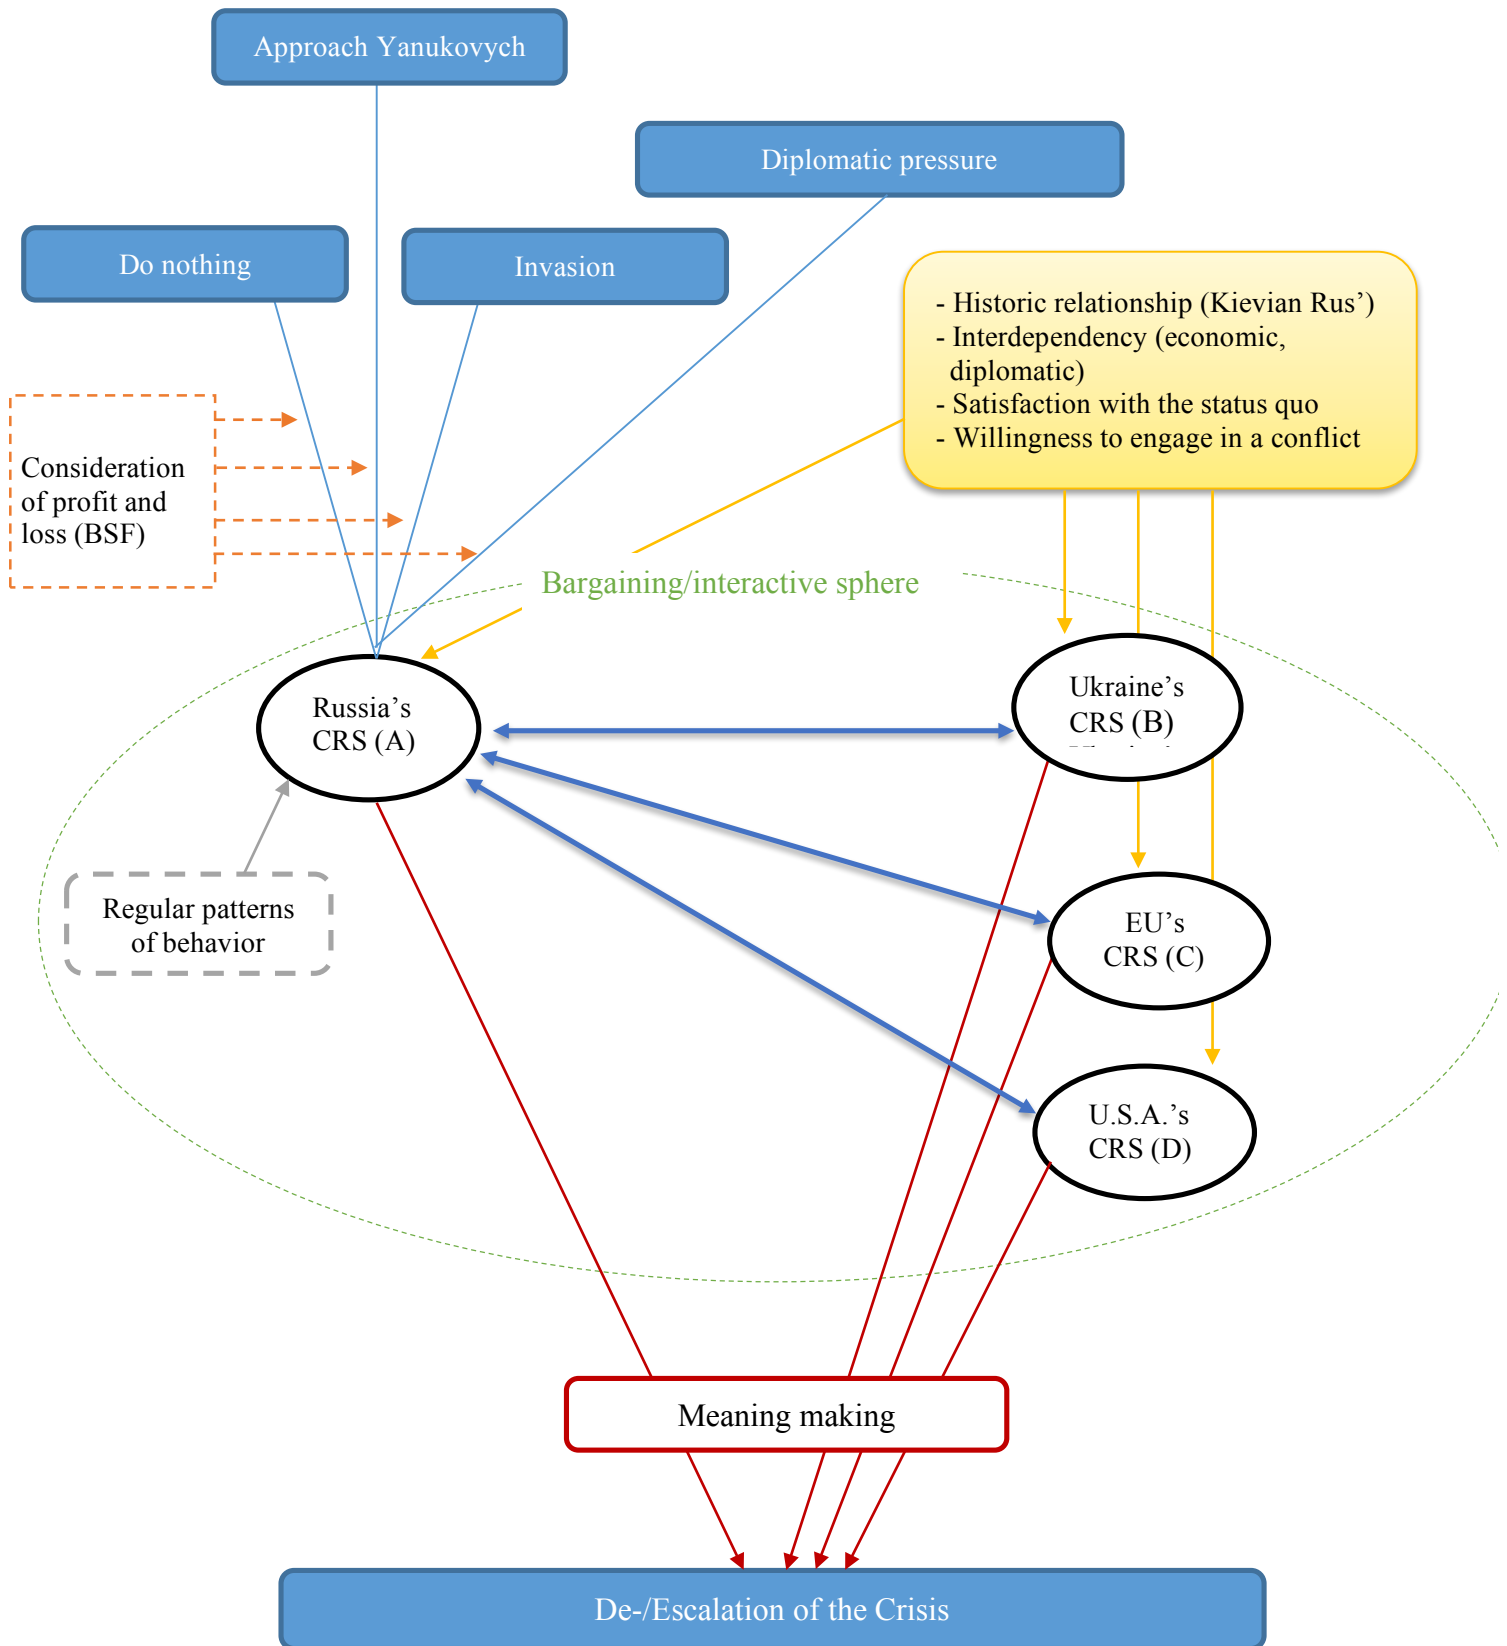 Approach Yanukovych
Diplomatic pressure
Do nothing
Invasion
- Historic relationship (Kievian Rus’)
- Interdependency (economic,
diplomatic)
- Satisfaction with the status quo
- Willingness to engage in a conflict
Consideration
of profit and
loss (BSF)
Bargaining/interactive sphere
Russia’s
CRS (A)
Ukraine’s
CRS (B)
Regular patterns
of behavior
EU’s
CRS (C)
U.S.A.’s
CRS (D)
Meaning making
De-/Escalation of the Crisis